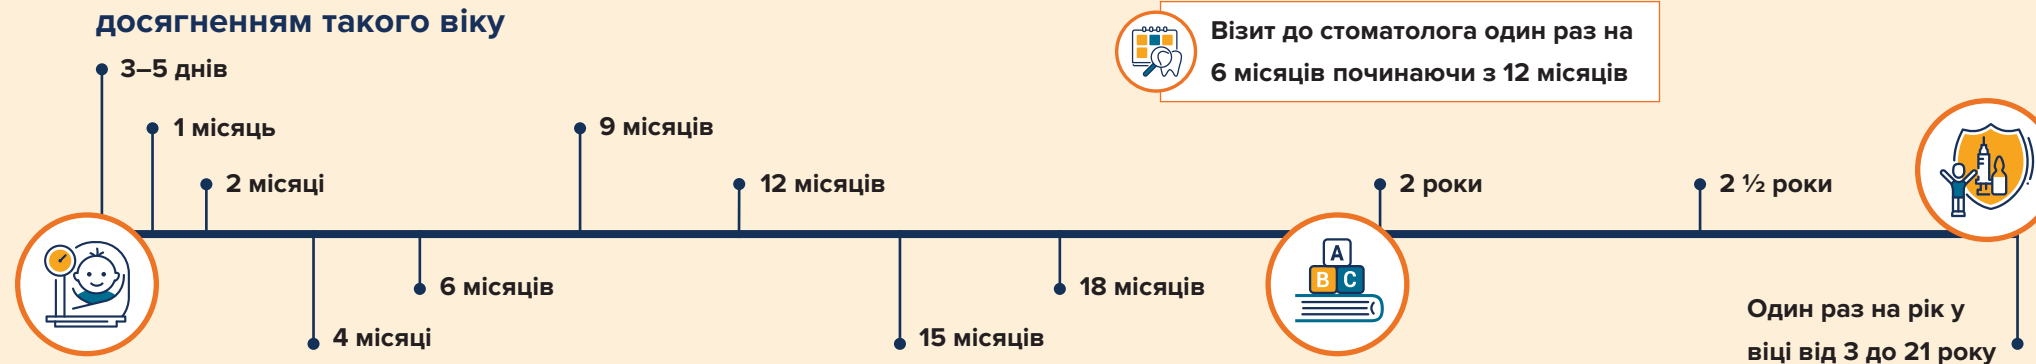 досягненням такого віку
Візит до стоматолога один раз на
6 місяців починаючи з 12 місяців
3–5 днів
1 місяць
2 місяці
4 місяці
6 місяців
9 місяців
12 місяців
15 місяців
18 місяців
A
B C
2 роки
2 ½ роки
Один раз на рік у
віці від 3 до 21 року